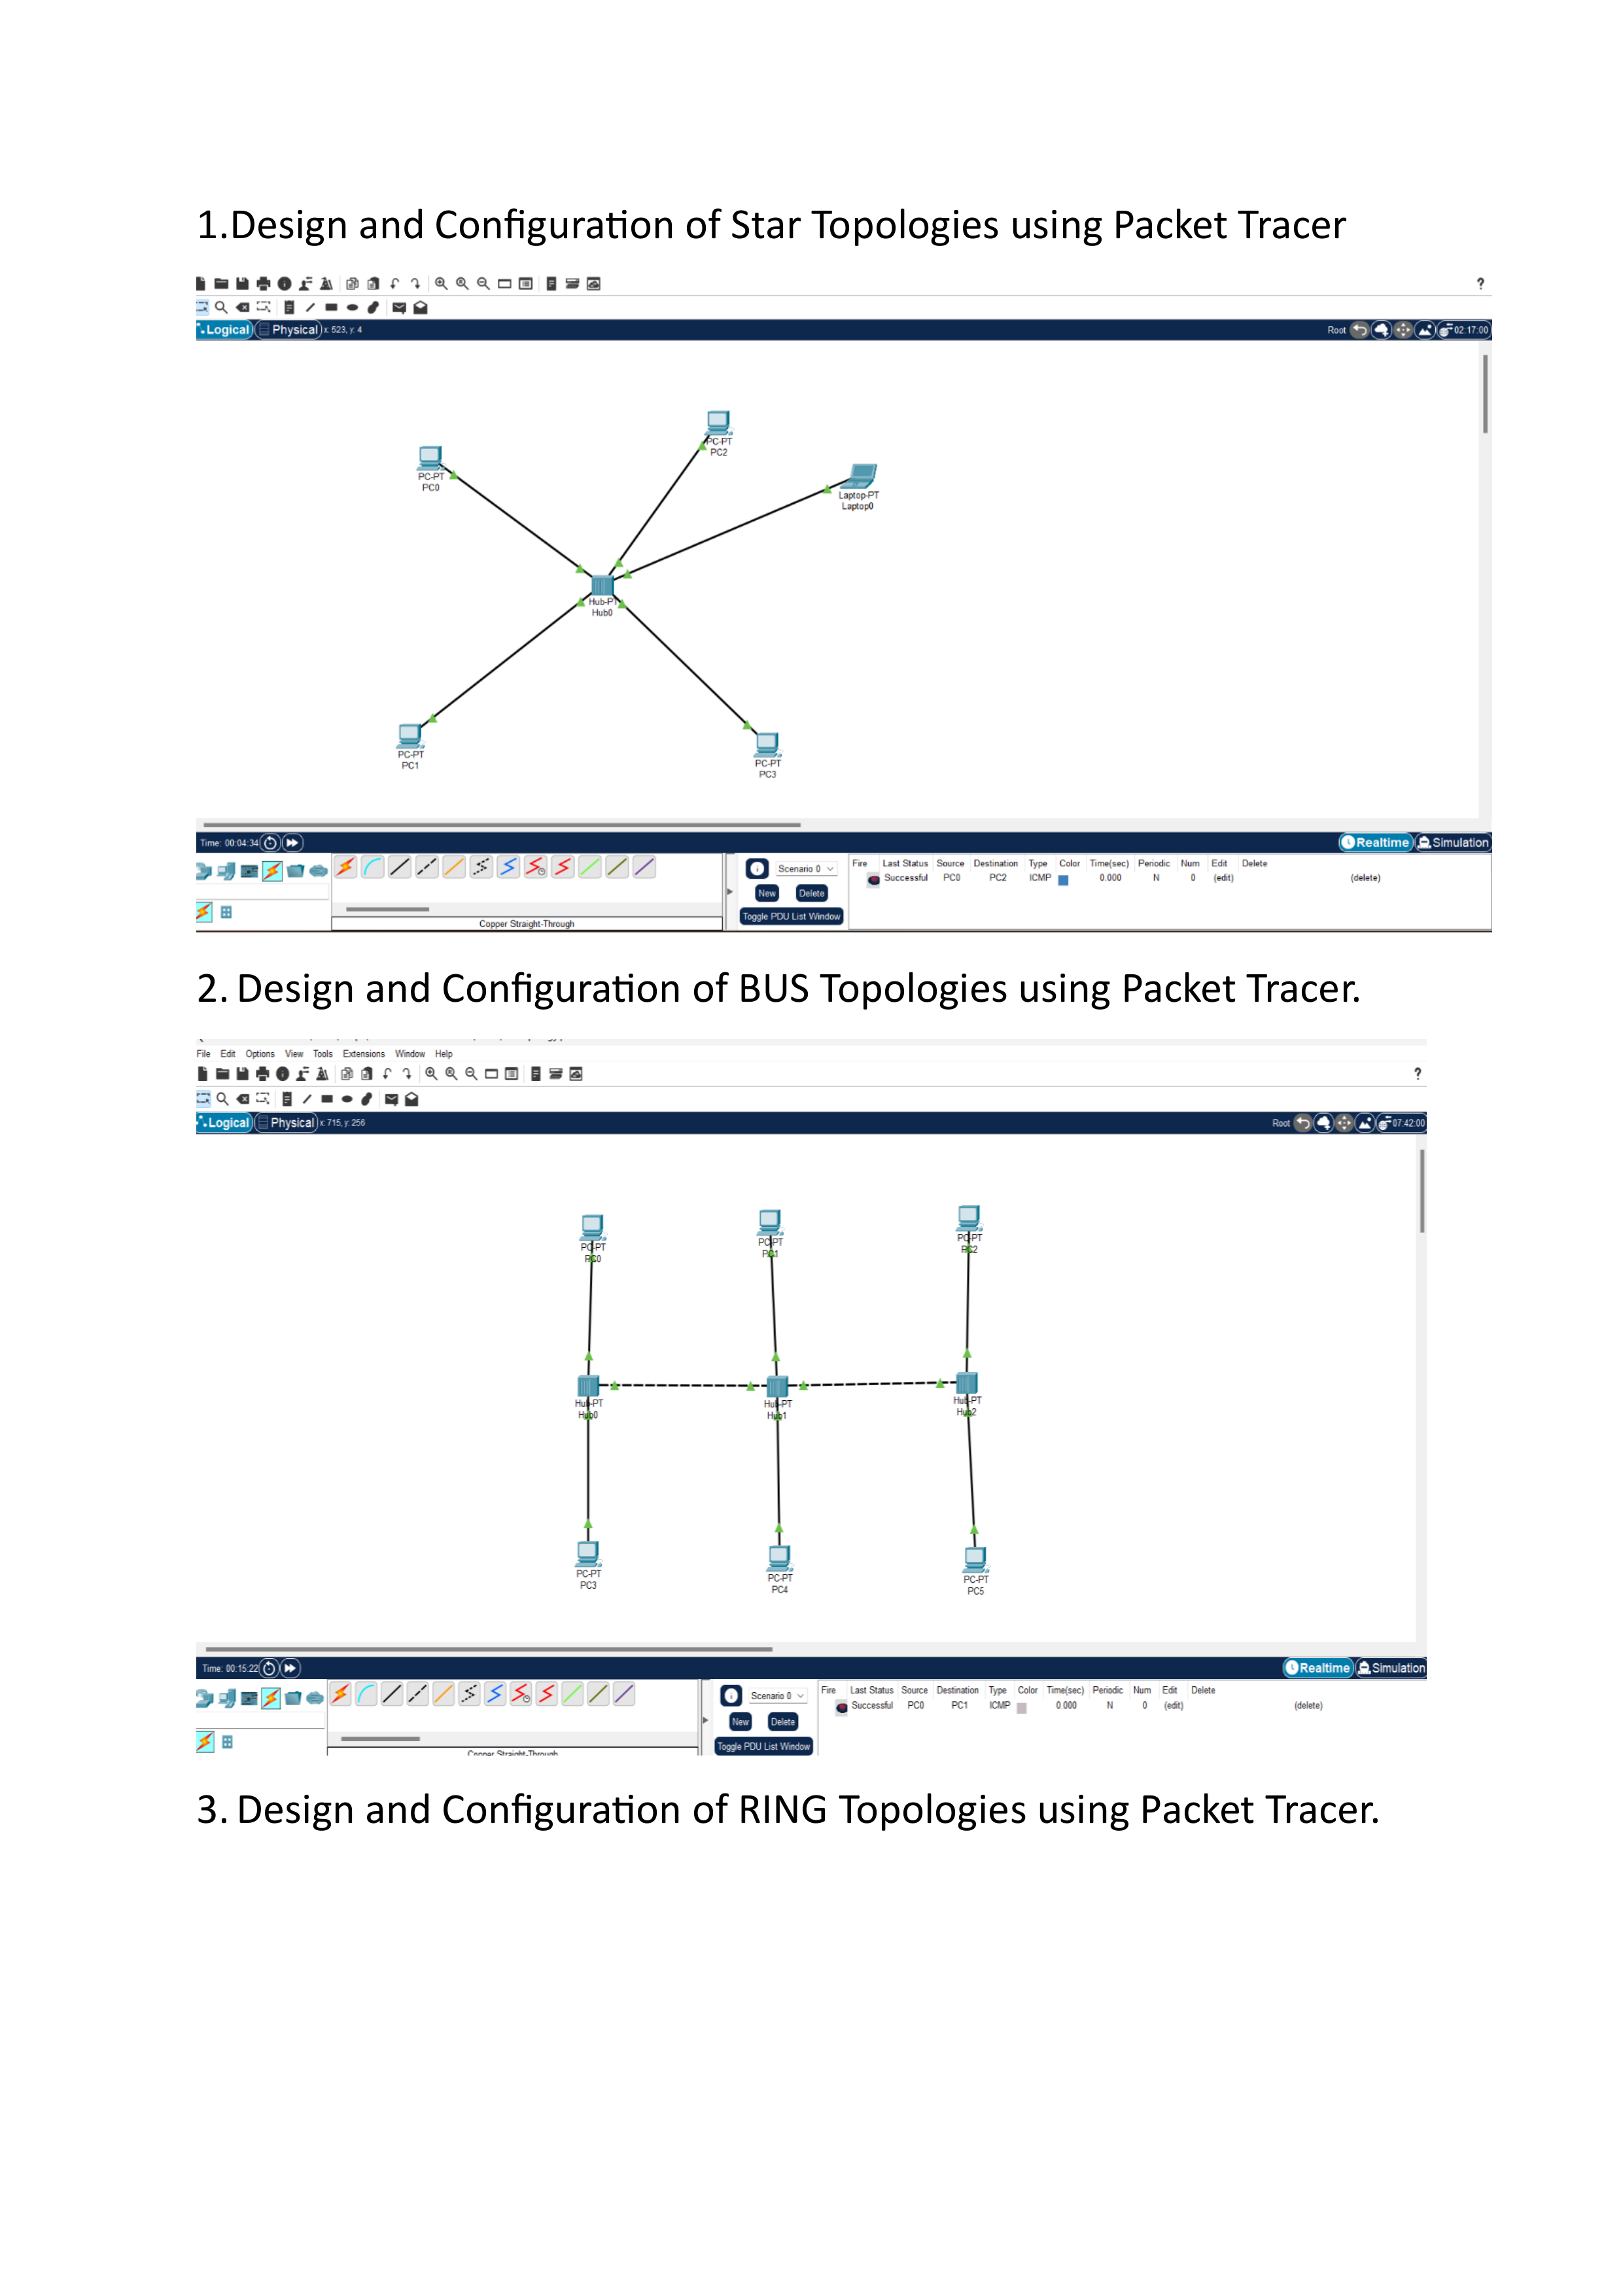 1.Design and Configuration of Star Topologies using Packet Tracer
?
Logical Physical x: 523, y: 4 Root 02:17:00
PC-PT
PC2
PC-PT
PC0
Laptop-PT
Laptop0
Hub-PT
Hub0
PC-PT
PC1
PC-PT
PC3
Time: 00:04:34 Realtime Simulation
Scenario 0 Fire Last Status Source Destination Type Color Time(sec) Periodic Num Edit Delete
Successful PC0 PC2 ICMP 0.000 N 0 (edit) (delete)
New Delete
Toggle PDU List Window
Copper Straight-Through
2. Design and Configuration of BUS Topologies using Packet Tracer.
File Edit Options View Tools Extensions Window Help
?
Logical Physical x: 715, y: 256 Root 07:42:00
PC-PT PC-PT PC-PT
PC0 PC1 PC2
Hub-PT Hub-PT Hub-PT
Hub0 Hub1 Hub2
PC-PT PC-PT PC-PT
PC3 PC4 PC5
Time: 00:15:22 Realtime Simulation
Scenario 0 Fire Last Status Source Destination Type Color Time(sec) Periodic Num Edit Delete
Successful PC0 PC1 ICMP 0.000 N 0 (edit) (delete)
New Delete
Toggle PDU List Window
Copper Straight-Through
3. Design and Configuration of RING Topologies using Packet Tracer.